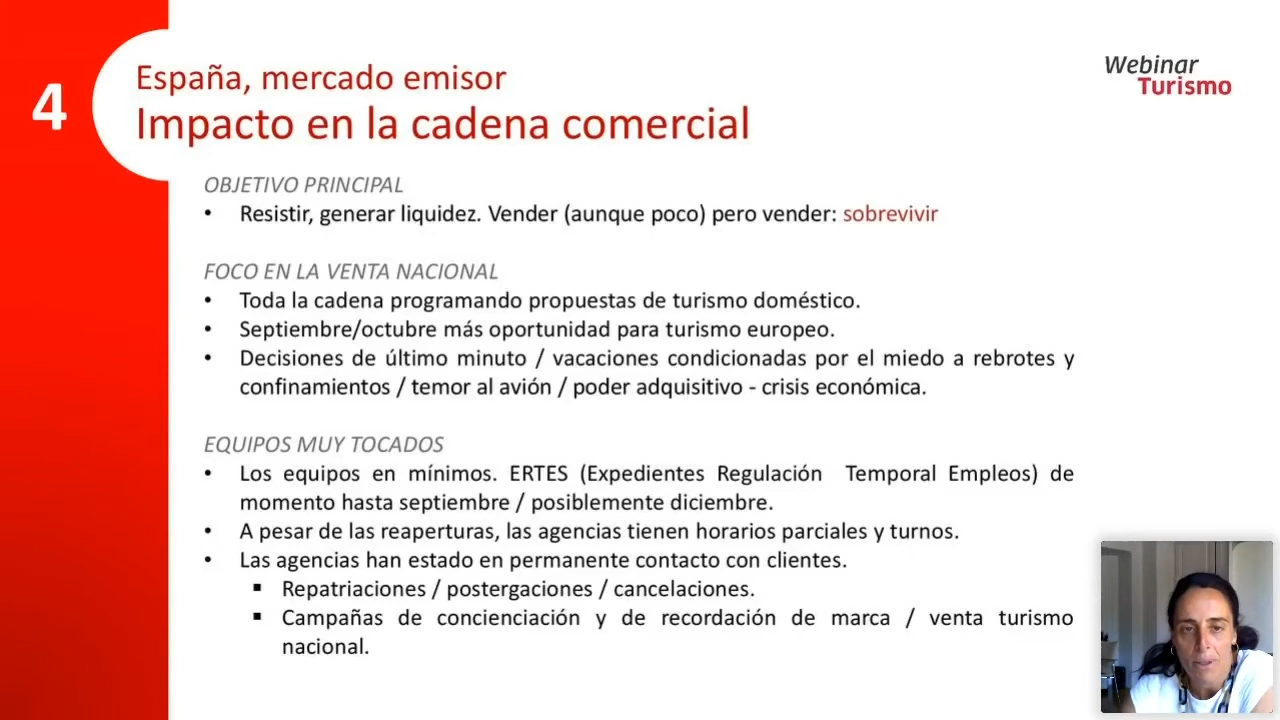 4
España, mercado emisor
Impacto en la cadena comercial
Webinar
Turismo
OBJETIVO PRINCIPAL
• Resistir, generar liquidez. Vender (aunque poco) pero vender: sobrevivir
FOCO EN LA VENTA NACIONAL
• Toda la cadena programando propuestas de turismo doméstico.
• Septiembre/octubre más oportunidad para turismo europeo.
• Decisiones de último minuto / vacaciones condicionadas por el miedo a rebrotes y
confinamientos / temor al avión / poder adquisitivo - crisis económica.
EQUIPOS MUY TOCADOS
• Los equipos en mínimos. ERTES (Expedientes Regulación Temporal Empleos) de
momento hasta septiembre / posiblemente diciembre.
• A pesar de las reaperturas, las agencias tienen horarios parciales y turnos.
• Las agencias han estado en permanente contacto con clientes.
▪ Repatriaciones / postergaciones / cancelaciones.
▪ Campañas de concienciación y de recordación de marca / venta turismo
nacional.